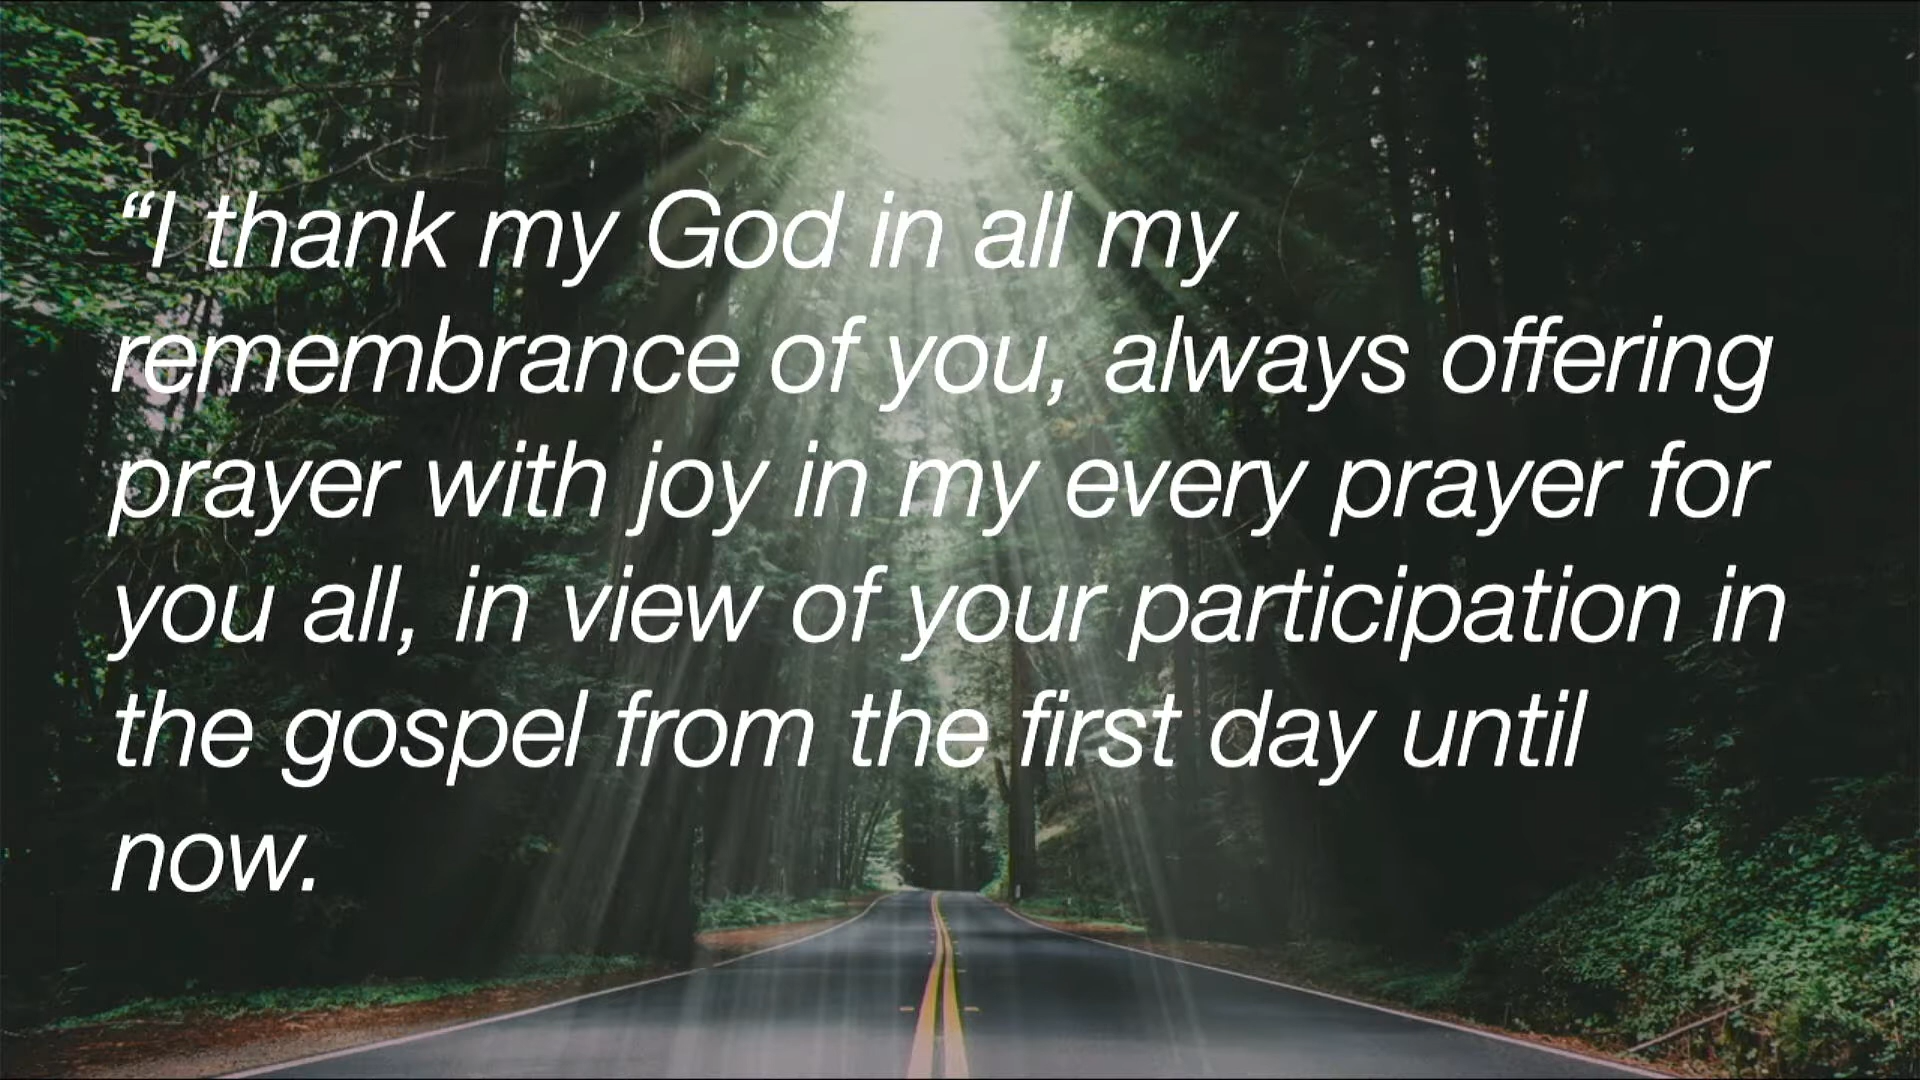 “I thank my God in all my
remembrance of you, always offering
prayer with joy in my every prayer for
you all, in view of your participation in
the gospel from the first day until
now.